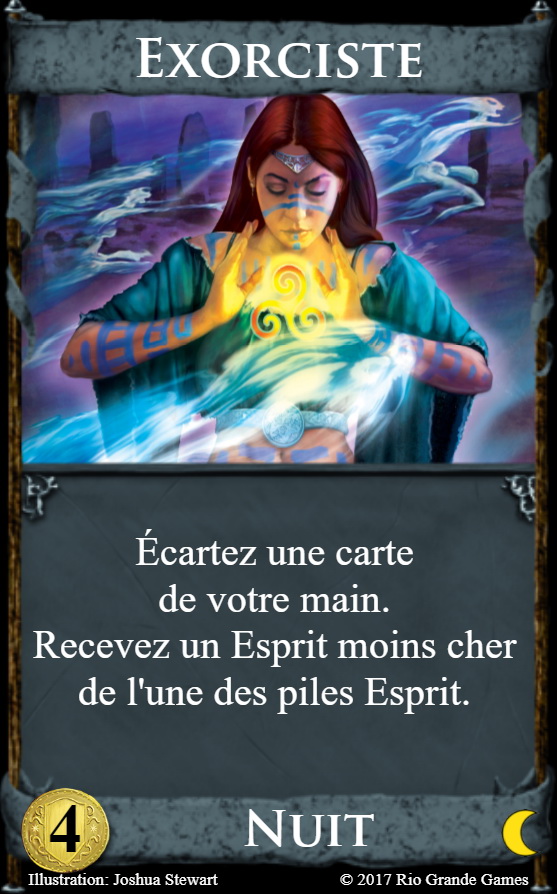 Exorciste
Écartez une carte
de votre main.
Recevez un Esprit moins cher
de l'une des piles Esprit.
4
Nuit
Illustration: Joshua Stewart
© 2017 Rio Grande Games